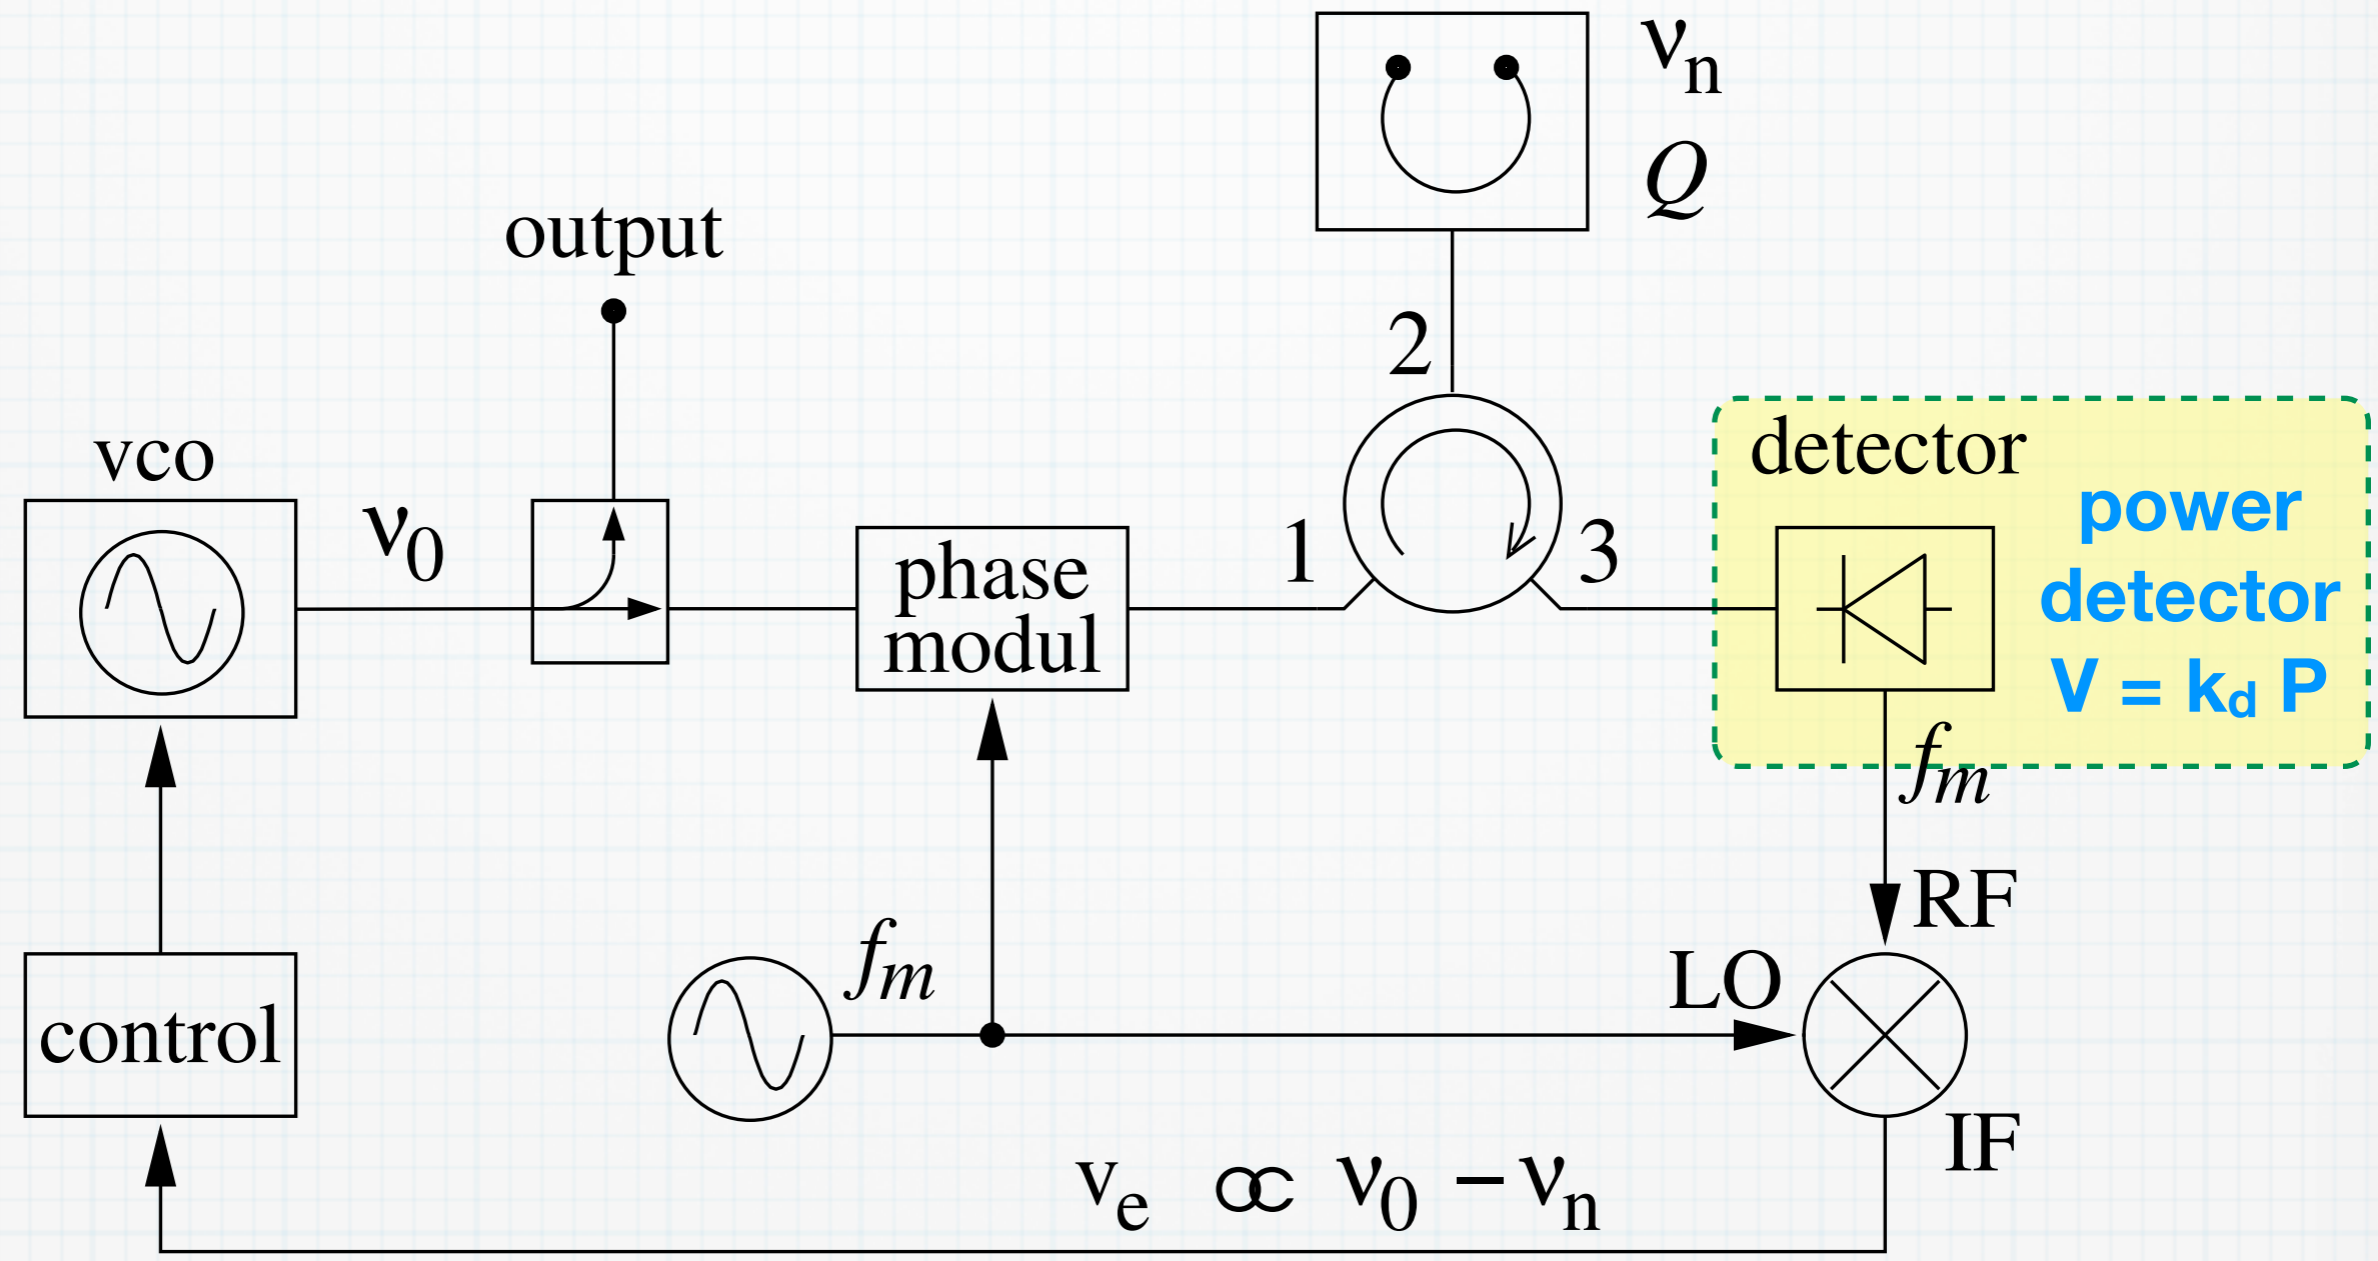 νn
Q
output
2
vco
ν0
detector
power
detector
V = kd P
phase
modul
1
3
fm
RF
fm
LO
control
IF
ve ∝ ν0 − νn